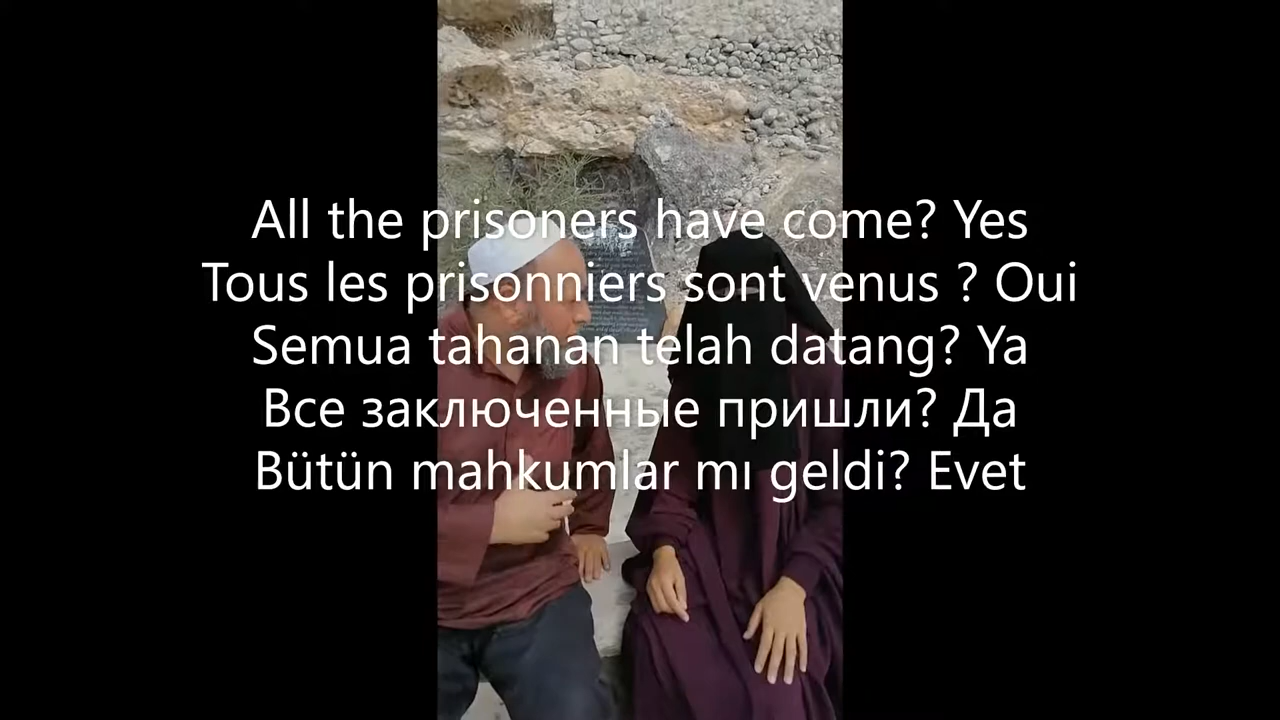 All the prisoners have come? Yes
Tous les prisonniers sont venus ? Oui
Semua tahanan telah datang? Ya
Все заключенные пришли? Да
Bütün mahkumlar mı geldi? Evet